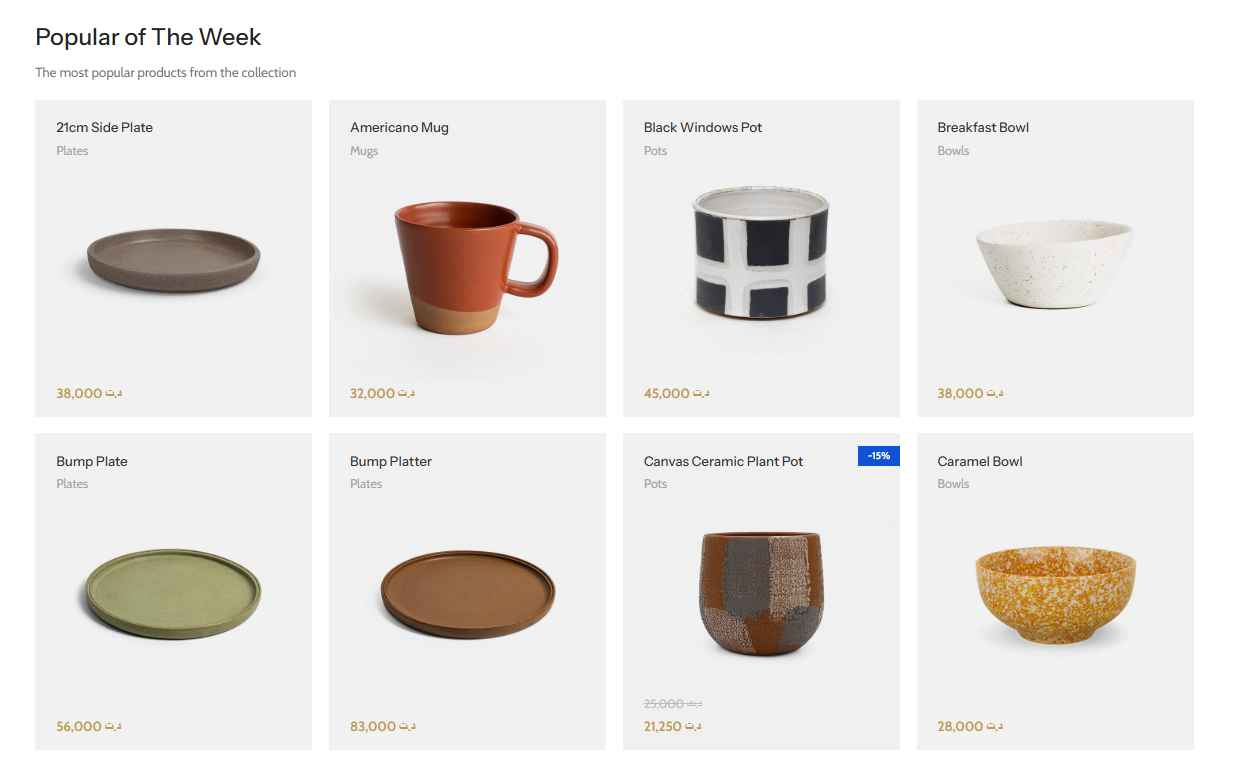 Popular of The Week
The most popular products from the collection
21cm Side Plate
Plates
38,000 د.ت
Americano Mug
Mugs
32,000 د.ت
Black Windows Pot
Pots
45,000 د.ت
Breakfast Bowl
Bowls
38,000 د.ت
Bump Plate
Plates
56,000 د.ت
Bump Platter
Plates
83,000 د.ت
Canvas Ceramic Plant Pot
-15%
Pots
25,000 د.ت
21,250 د.ت
Caramel Bowl
Bowls
28,000 د.ت